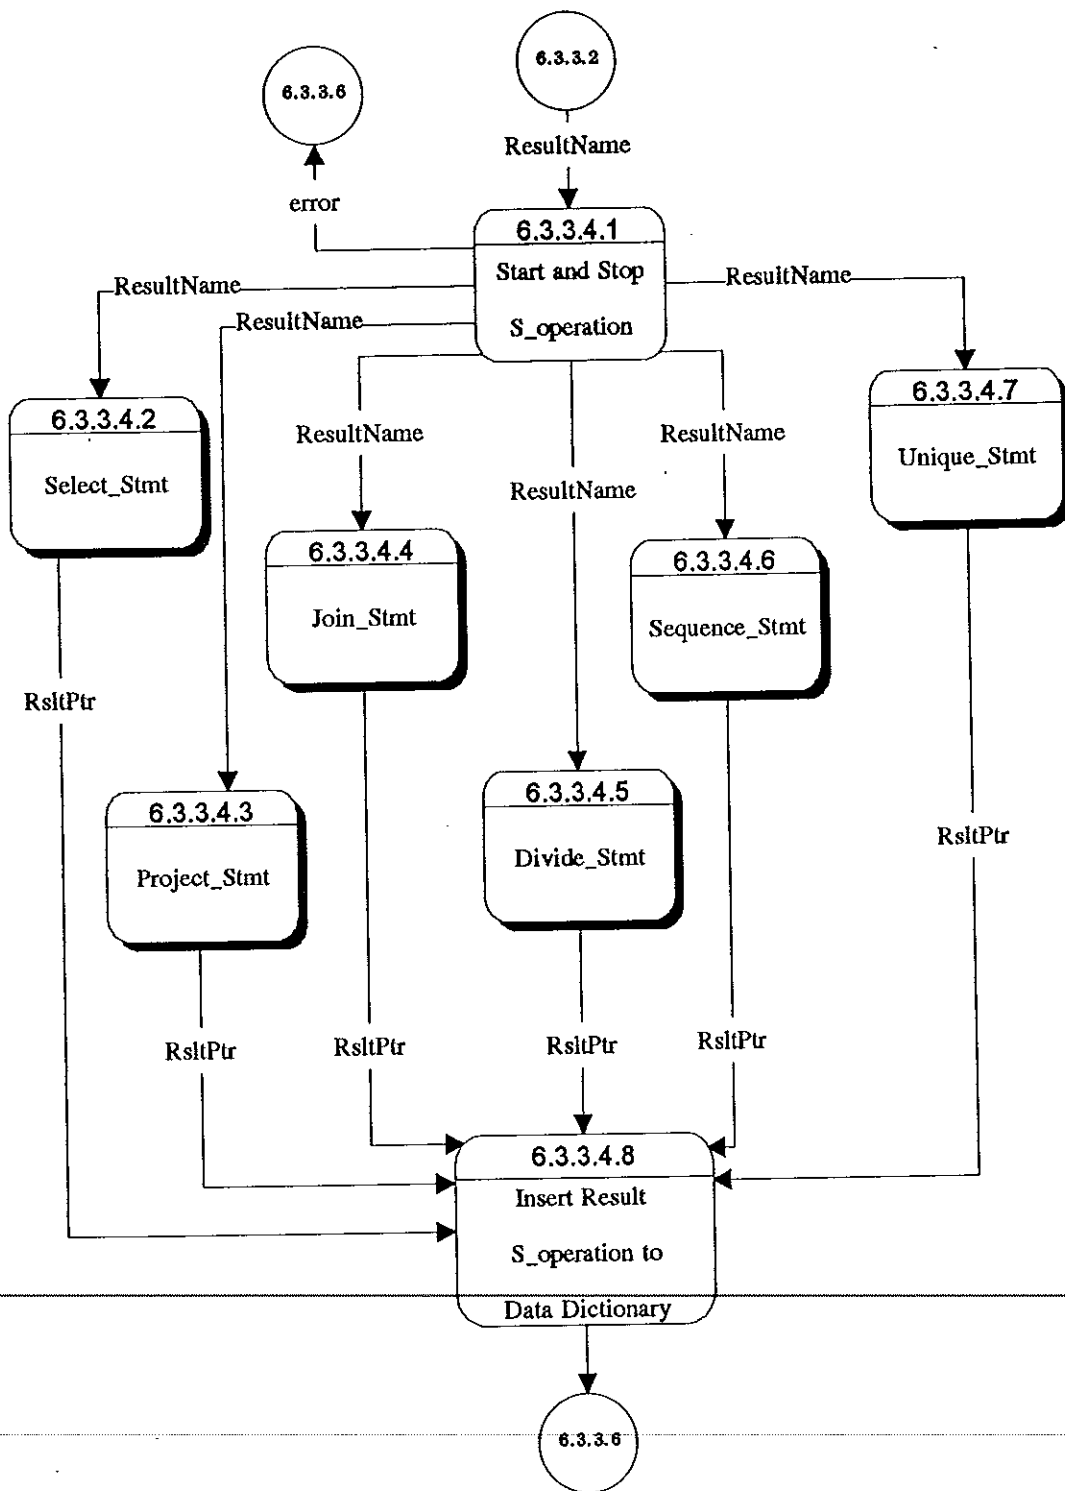 6.3.3.2
6.3.3.6
ResultName
error
6.3.3.4.1
Start and Stop
S_operation
ResultName
ResultName
ResultName
6.3.3.4.2
Select_Stmt
6.3.3.4.7
Unique_Stmt
ResultName
ResultName
ResultName
6.3.3.4.4
Join_Stmt
6.3.3.4.6
Sequence_Stmt
RsltPtr
6.3.3.4.3
Project_Stmt
6.3.3.4.5
Divide_Stmt
RsltPtr
RsltPtr
RsltPtr
RsltPtr
RsltPtr
6.3.3.4.8
Insert Result
S_operation to
Data Dictionary
6.3.3.6